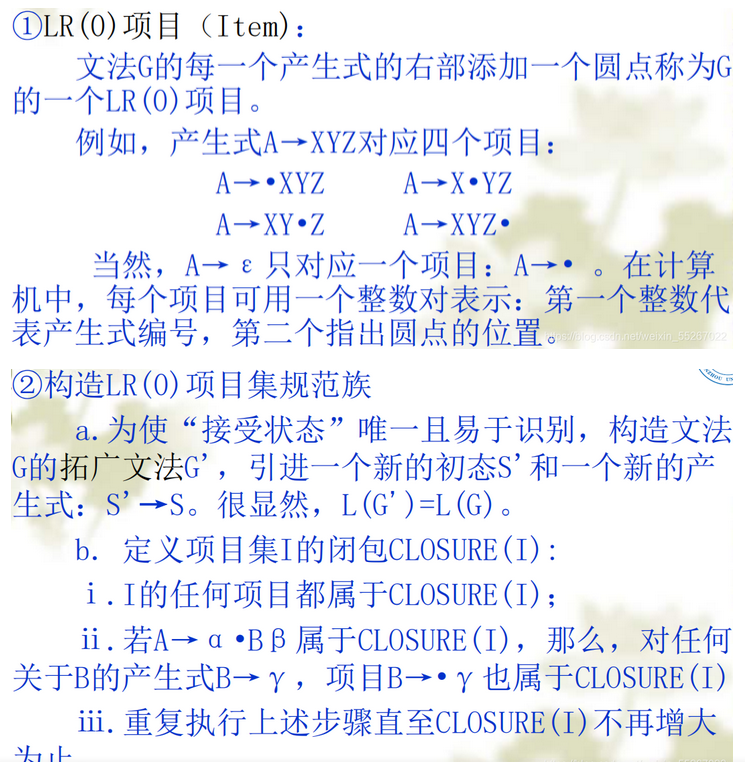 ①LR(0)项目（Item）:
文法G的每一个产生式的右部添加一个圆点称为G
的一个LR(0)项目。
例如，产生式A→XYZ对应四个项目：
A→•XYZ A→X•YZ
A→XY•Z A→XYZ•
当然，A→ε只对应一个项目：A→•。在计算
机中，每个项目可用一个整数对表示：第一个整数代
表产生式编号，第二个指出圆点的位置。
②构造LR(0)项目集规范族
a.为使“接受状态”唯一且易于识别，构造文法
G的拓广文法G'，引进一个新的初态S'和一个新的产
生式：S'→S。很显然，L(G')=L(G)。
b. 定义项目集I的闭包CLOSURE(I):
ⅰ.I的任何项目都属于CLOSURE(I)；
ⅱ.若A→α•Bβ属于CLOSURE(I)，那么，对任何
关于B的产生式B→γ，项目B→•γ也属于CLOSURE(I)
ⅲ.重复执行上述步骤直至CLOSURE(I)不再增大
为止